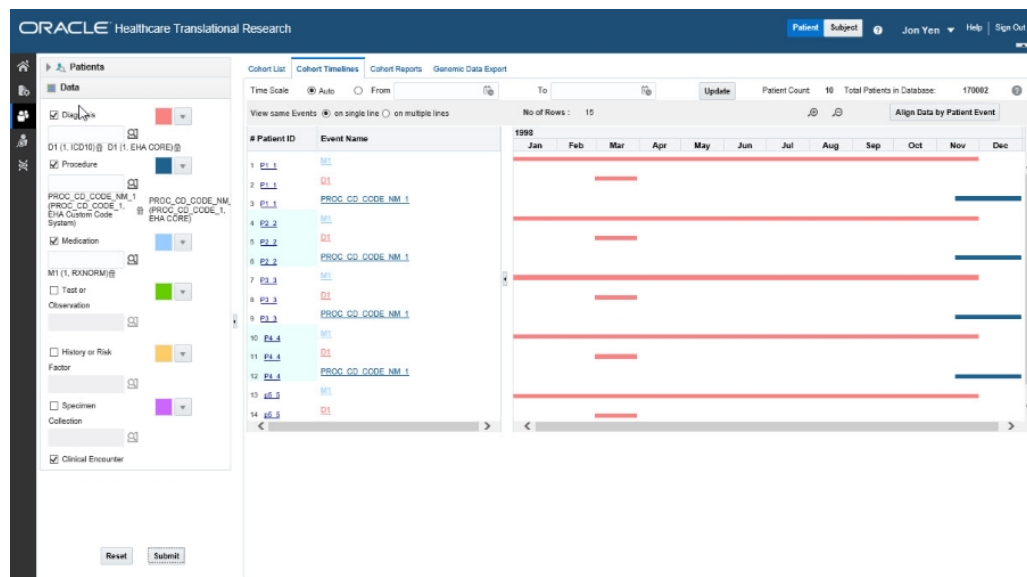 ORACLE Healthcare Translational Research
Patient Subject Jon Yen Help Sign Out
Patients
Data
Diagnosis
D1 (1, ICD10) D1 (1, EHA CORE)
Procedure
PROC_CD_CODE_NM_1 (PROC_CD_CODE_1, EHA Custom Code System)
PROC_CD_CODE_NM_ (PROC_CD_CODE_1, EHA CORE)
Medication
M1 (1, RXNORM)
Test or
Observation
History or Risk
Factor
Specimen
Collection
Clinical Encounter
Reset Submit
Cohort List Cohort Timelines Cohort Reports Genomic Data Export
Time Scale Auto From To Update Patient Count 10 Total Patients in Database: 170002
View same Events on single line on multiple lines No of Rows : 15 Align Data by Patient Event
# Patient ID Event Name
1998
Jan Feb Mar Apr May Jun Jul Aug Sep Oct Nov Dec
1 P1_1 M1
2 P1_1 D1
3 P1_1 PROC_CD_CODE_NM_1
4 P2_2 M1
5 P2_2 D1
6 P2_2 PROC_CD_CODE_NM_1
7 P3_3 M1
8 P3_3 D1
9 P3_3 PROC_CD_CODE_NM_1
10 P4_4 M1
11 P4_4 D1
12 P4_4 PROC_CD_CODE_NM_1
13 p5_5 M1
14 p5_5 D1